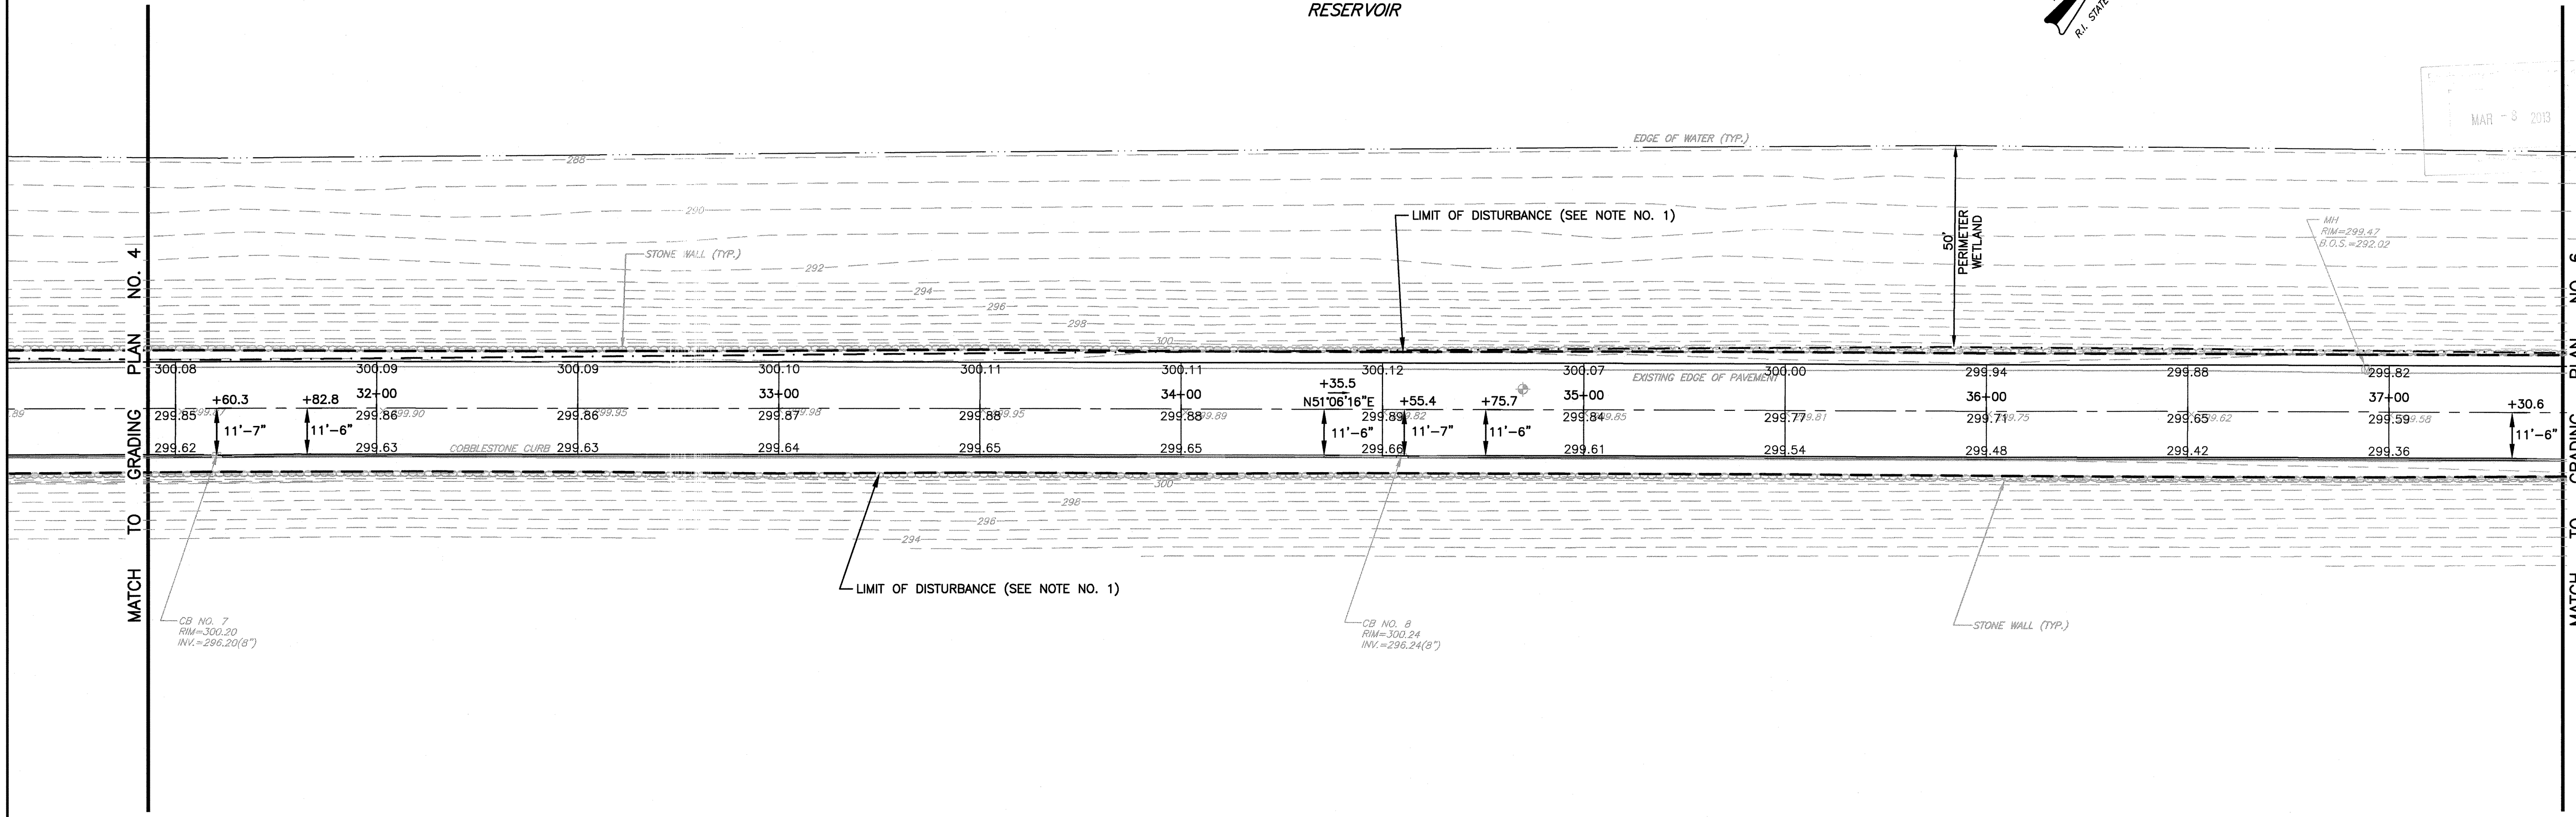 RESERVOIR
R.I. STATE
MAR - 8 2013
EDGE OF WATER (TYP.)
288
290
LIMIT OF DISTURBANCE (SEE NOTE NO. 1)
50'
PERIMETER
WETLAND
MH
RIM=299.47
B.O.S.=292.02
STONE WALL (TYP.)
292
294
296
298
300
MATCH TO GRADING PLAN NO. 4
MATCH TO GRADING PLAN NO. 6
300.08 300.09 300.09 300.10 300.11 300.11 300.12 300.07 300.00 299.94 299.88 299.82
EXISTING EDGE OF PAVEMENT
+60.3 +82.8 32+00 33+00 34+00 +35.5 +55.4 +75.7 35+00 36+00 37+00 +30.6
N51°06'16"E
.89 299.85 299.86 299.90 299.86 299.95 299.87 299.98 299.88 299.95 299.88 299.89 299.89 299.84 299.85 299.77 299.81 299.71 299.75 299.65 299.62 299.59
11'-7" 11'-6" 11'-6" 11'-7" 11'-6" 11'-6"
299.62 299.63 299.63 299.64 299.65 299.65 299.66 299.61 299.54 299.48 299.42 299.36
COBBLESTONE CURB
300
298
296
294
LIMIT OF DISTURBANCE (SEE NOTE NO. 1)
CB NO. 7
RIM=300.20
INV.=296.20(8")
CB NO. 8
RIM=300.24
INV.=296.24(8")
STONE WALL (TYP.)